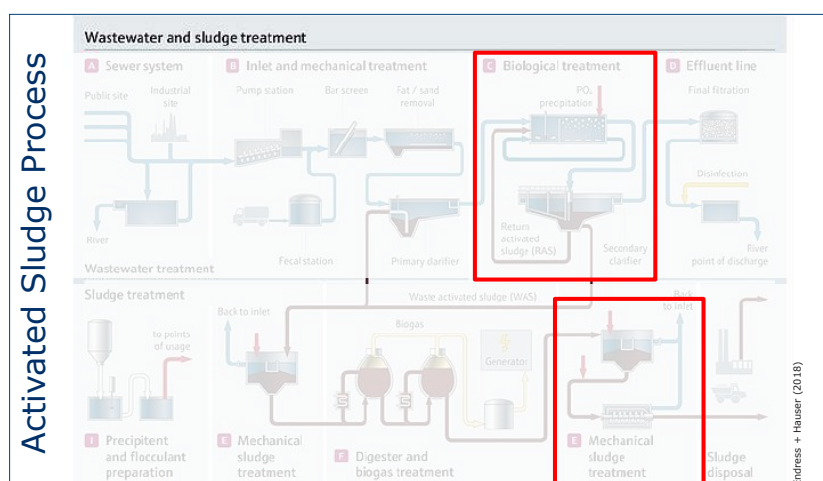 Activated Sludge Process
Wastewater and sludge treatment
A Sewer system
B Inlet and mechanical treatment
C Biological treatment
D Effluent line
Public site
Industrial
site
Pump station
Bar screen
Fat / sand
removal
PO₄
precipitation
Final filtration
Disinfection
River
Fecal station
Primary clarifier
Return
activated
sludge (RAS)
Secondary
clarifier
River
point of discharge
Wastewater treatment
Sludge treatment
Waste activated sludge (WAS)
Back to inlet
Back
to inlet
to points
of usage
Biogas
Generator
I Precipitent
and flocculant
preparation
E Mechanical
sludge
treatment
F Digester and
biogas treatment
E Mechanical
sludge
treatment
Sludge
disposal
Endress + Hauser (2018)